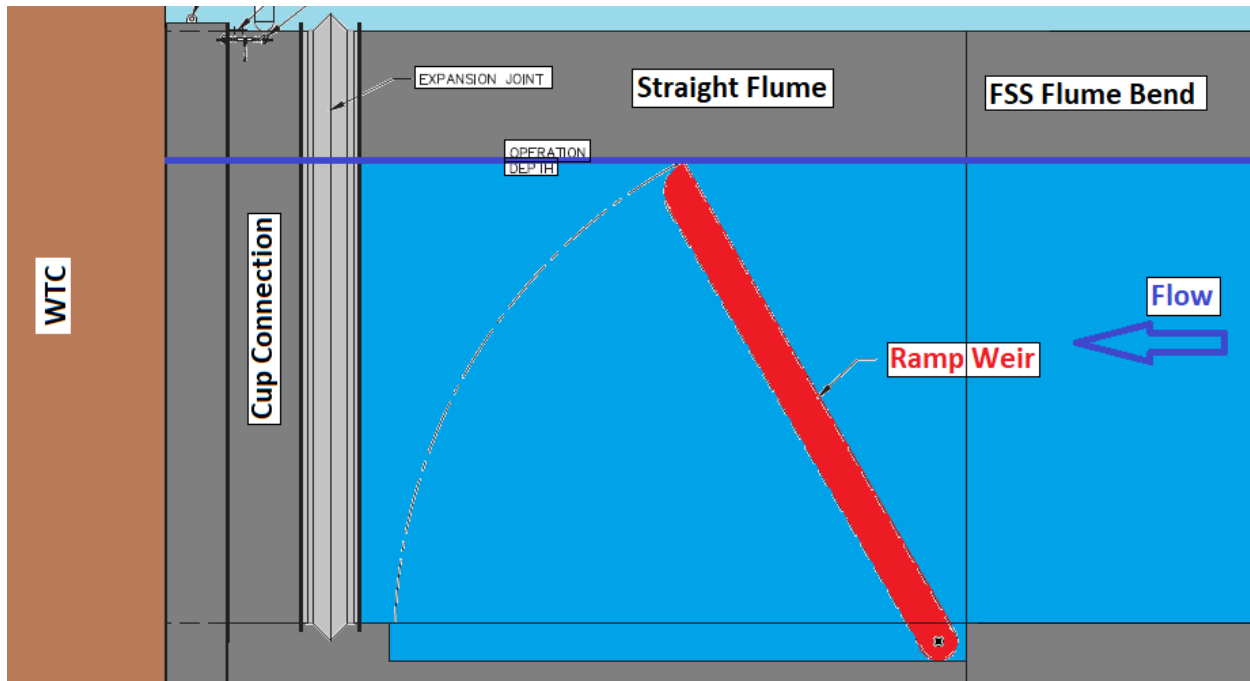 EXPANSION JOINT
Straight Flume
FSS Flume Bend
OPERATION
DEPTH
WTC
Cup Connection
Flow
Ramp Weir